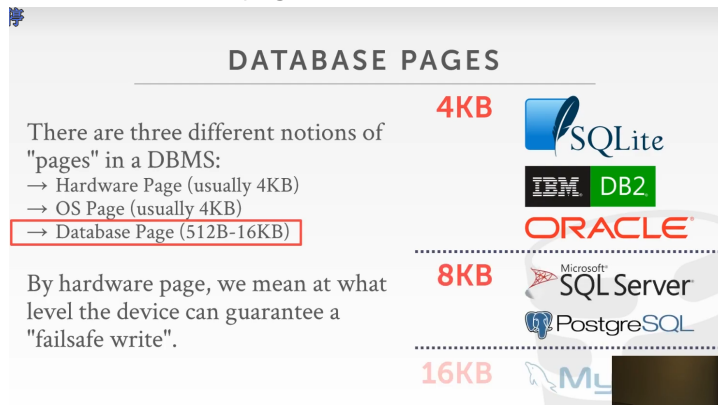 DATABASE PAGES
There are three different notions of
"pages" in a DBMS:
→ Hardware Page (usually 4KB)
→ OS Page (usually 4KB)
→ Database Page (512B-16KB)
By hardware page, we mean at what
level the device can guarantee a
"failsafe write".
4KB
SQLite
IBM DB2
ORACLE
8KB
Microsoft
SQL Server
PostgreSQL
16KB
My